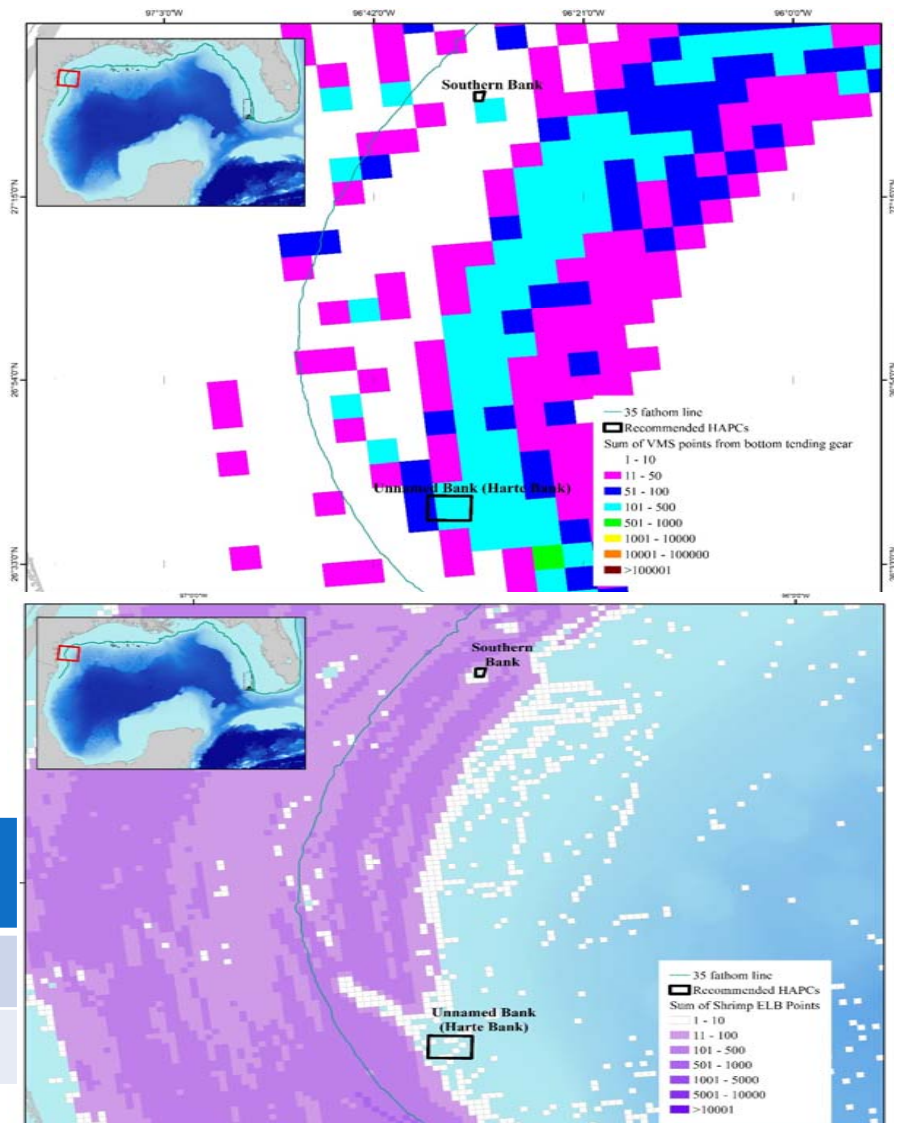 97°3'0"W
96°42'0"W
96°21'0"W
96°0'0"W
Southern Bank
27°15'0"N
26°54'0"N
35 fathom line
Recommended HAPCs
Sum of VMS points from bottom tending gear
1 - 10
11 - 50
51 - 100
101 - 500
501 - 1000
1001 - 10000
10001 - 100000
>100001
Unnamed Bank (Harte Bank)
26°33'0"N
Southern
Bank
Unnamed Bank
(Harte Bank)
35 fathom line
Recommended HAPCs
Sum of Shrimp ELB Points
1 - 10
11 - 100
101 - 500
501 - 1000
1001 - 5000
5001 - 10000
>10001